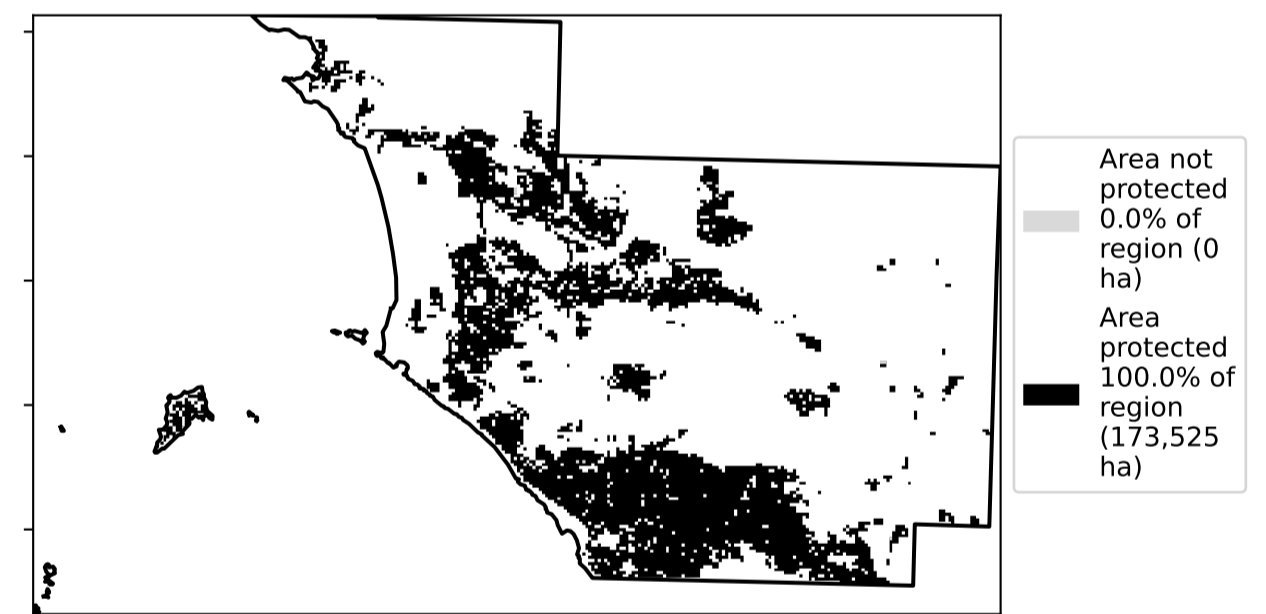 Area not
protected
0.0% of
region (0
ha)
Area
protected
100.0% of
region
(173,525
ha)